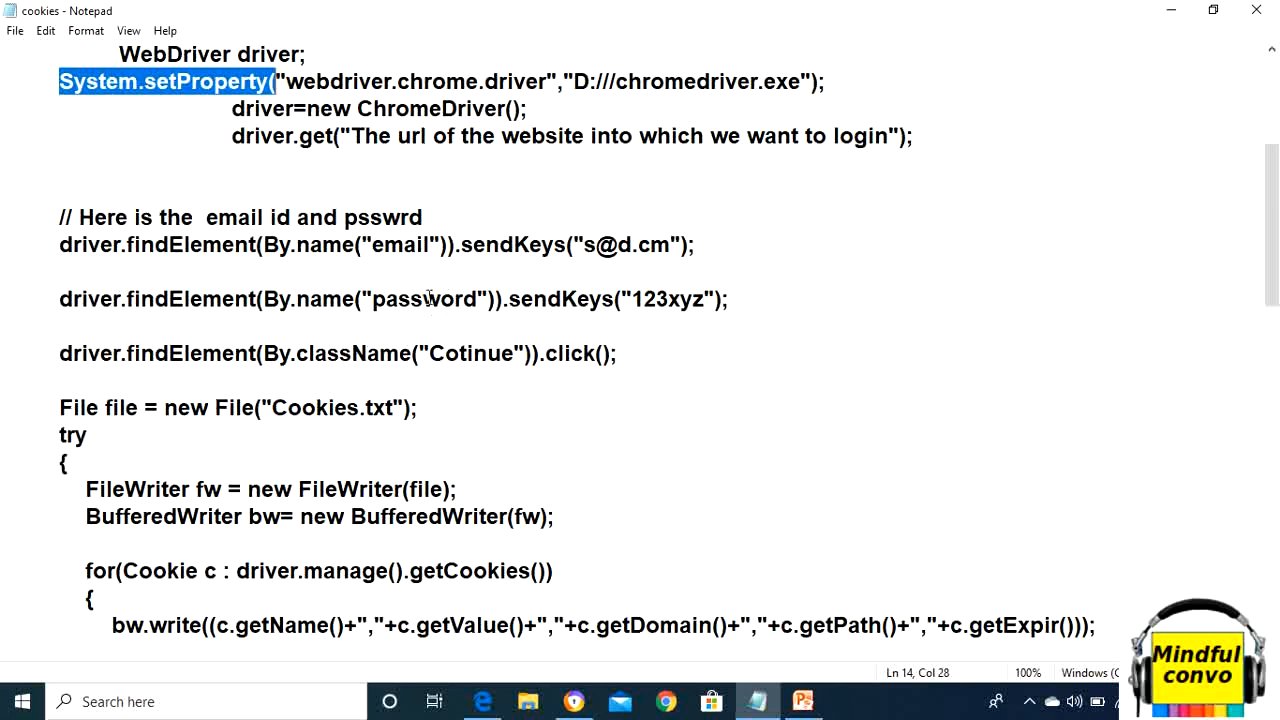 cookies - Notepad
File Edit Format View Help
WebDriver driver;
System.setProperty("webdriver.chrome.driver","D:///chromedriver.exe");
driver=new ChromeDriver();
driver.get("The url of the website into which we want to login");
// Here is the email id and psswrd
driver.findElement(By.name("email")).sendKeys("s@d.cm");
driver.findElement(By.name("password")).sendKeys("123xyz");
driver.findElement(By.className("Cotinue")).click();
File file = new File("Cookies.txt");
try
{
FileWriter fw = new FileWriter(file);
BufferedWriter bw= new BufferedWriter(fw);
for(Cookie c : driver.manage().getCookies())
{
bw.write((c.getName()+","+c.getValue()+","+c.getDomain()+","+c.getPath()+","+c.getExpir()));
Ln 14, Col 28 100% Windows (C
Search here
Mindful
convo